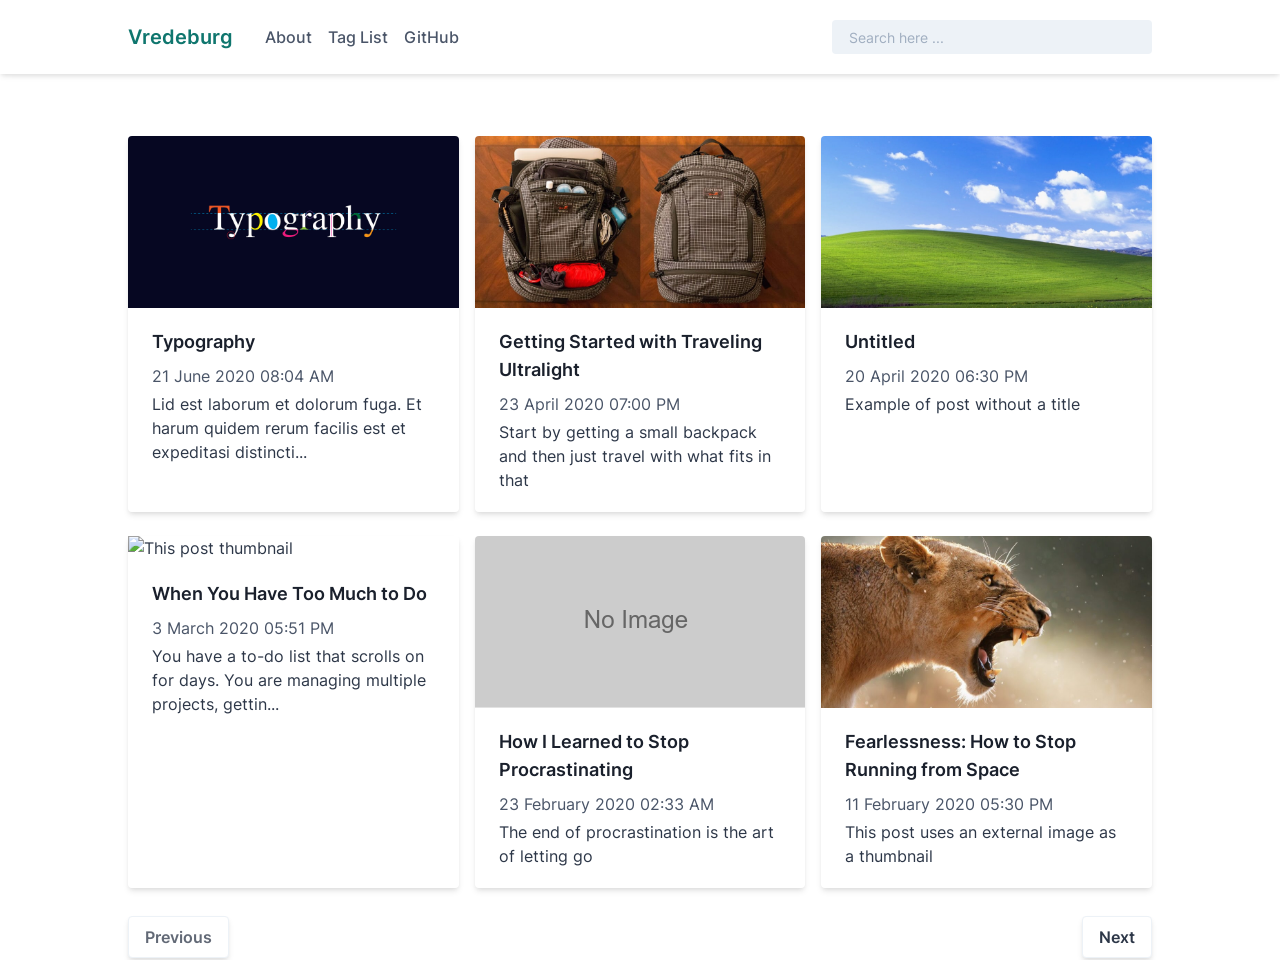 Vredeburg
About
Tag List
GitHub
Search here ...
Typography
Typography
21 June 2020 08:04 AM
Lid est laborum et dolorum fuga. Et
harum quidem rerum facilis est et
expeditasi distincti...
Getting Started with Traveling
Ultralight
23 April 2020 07:00 PM
Start by getting a small backpack
and then just travel with what fits in
that
Untitled
20 April 2020 06:30 PM
Example of post without a title
This post thumbnail
When You Have Too Much to Do
3 March 2020 05:51 PM
You have a to-do list that scrolls on
for days. You are managing multiple
projects, gettin...
No Image
How I Learned to Stop
Procrastinating
23 February 2020 02:33 AM
The end of procrastination is the art
of letting go
Fearlessness: How to Stop
Running from Space
11 February 2020 05:30 PM
This post uses an external image as
a thumbnail
Previous
Next